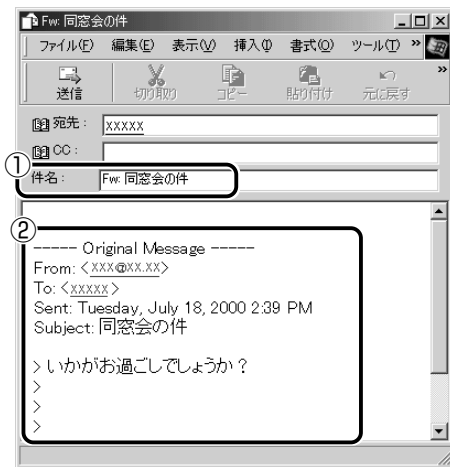 Fw: 同窓会の件
ファイル(F) 編集(E) 表示(V) 挿入(I) 書式(O) ツール(T) »
送信 切り取り コピー 貼り付け 元に戻す »
宛先: xxxxx
CC:
① 件名: Fw: 同窓会の件
②
----- Original Message -----
From: <xxx@xx.xx>
To: <xxxxx>
Sent: Tuesday, July 18, 2000 2:39 PM
Subject: 同窓会の件
> いかがお過ごしでしょうか?
>
>
>